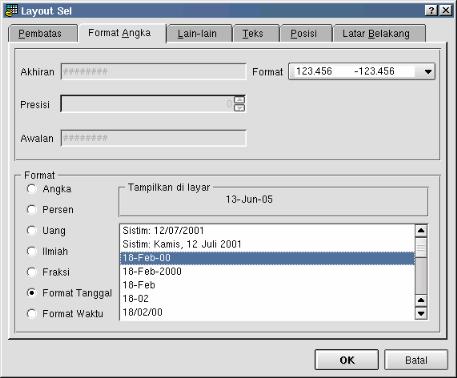 Layout Sel
Pembatas Format Angka Lain-lain Teks Posisi Latar Belakang
Akhiran ######## Format 123.456 -123.456
Presisi 0
Awalan ########
Format
Angka
Persen
Uang
Ilmiah
Fraksi
Format Tanggal
Format Waktu
Tampilkan di layar
13-Jun-05
Sistim: 12/07/2001
Sistim: Kamis, 12 Juli 2001
18-Feb-00
18-Feb-2000
18-Feb
18-02
18/02/00
OK Batal